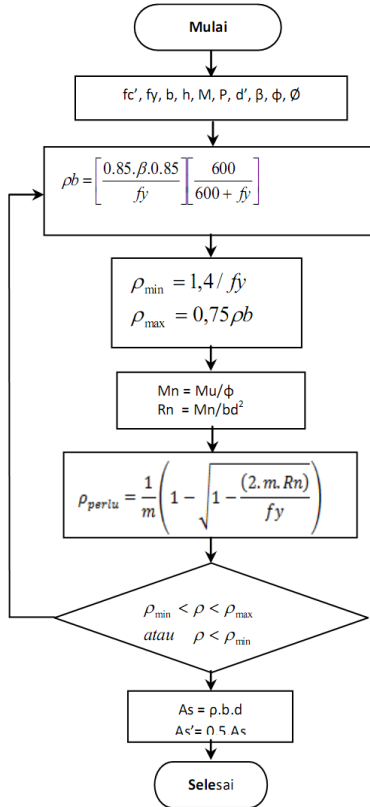 Mulai
fc', fy, b, h, M, P, d', β, φ, Ø
ρb = [0.85.β.0.85 / fy] [600 / 600 + fy]
ρmin = 1,4 / fy
ρmax = 0,75ρb
Mn = Mu/φ
Rn = Mn/bd²
ρperlu = 1/m (1 − √(1 − (2.m.Rn)/fy))
ρmin < ρ < ρmax
atau ρ < ρmin
As = ρ.b.d
As'= 0.5 As
Selesai